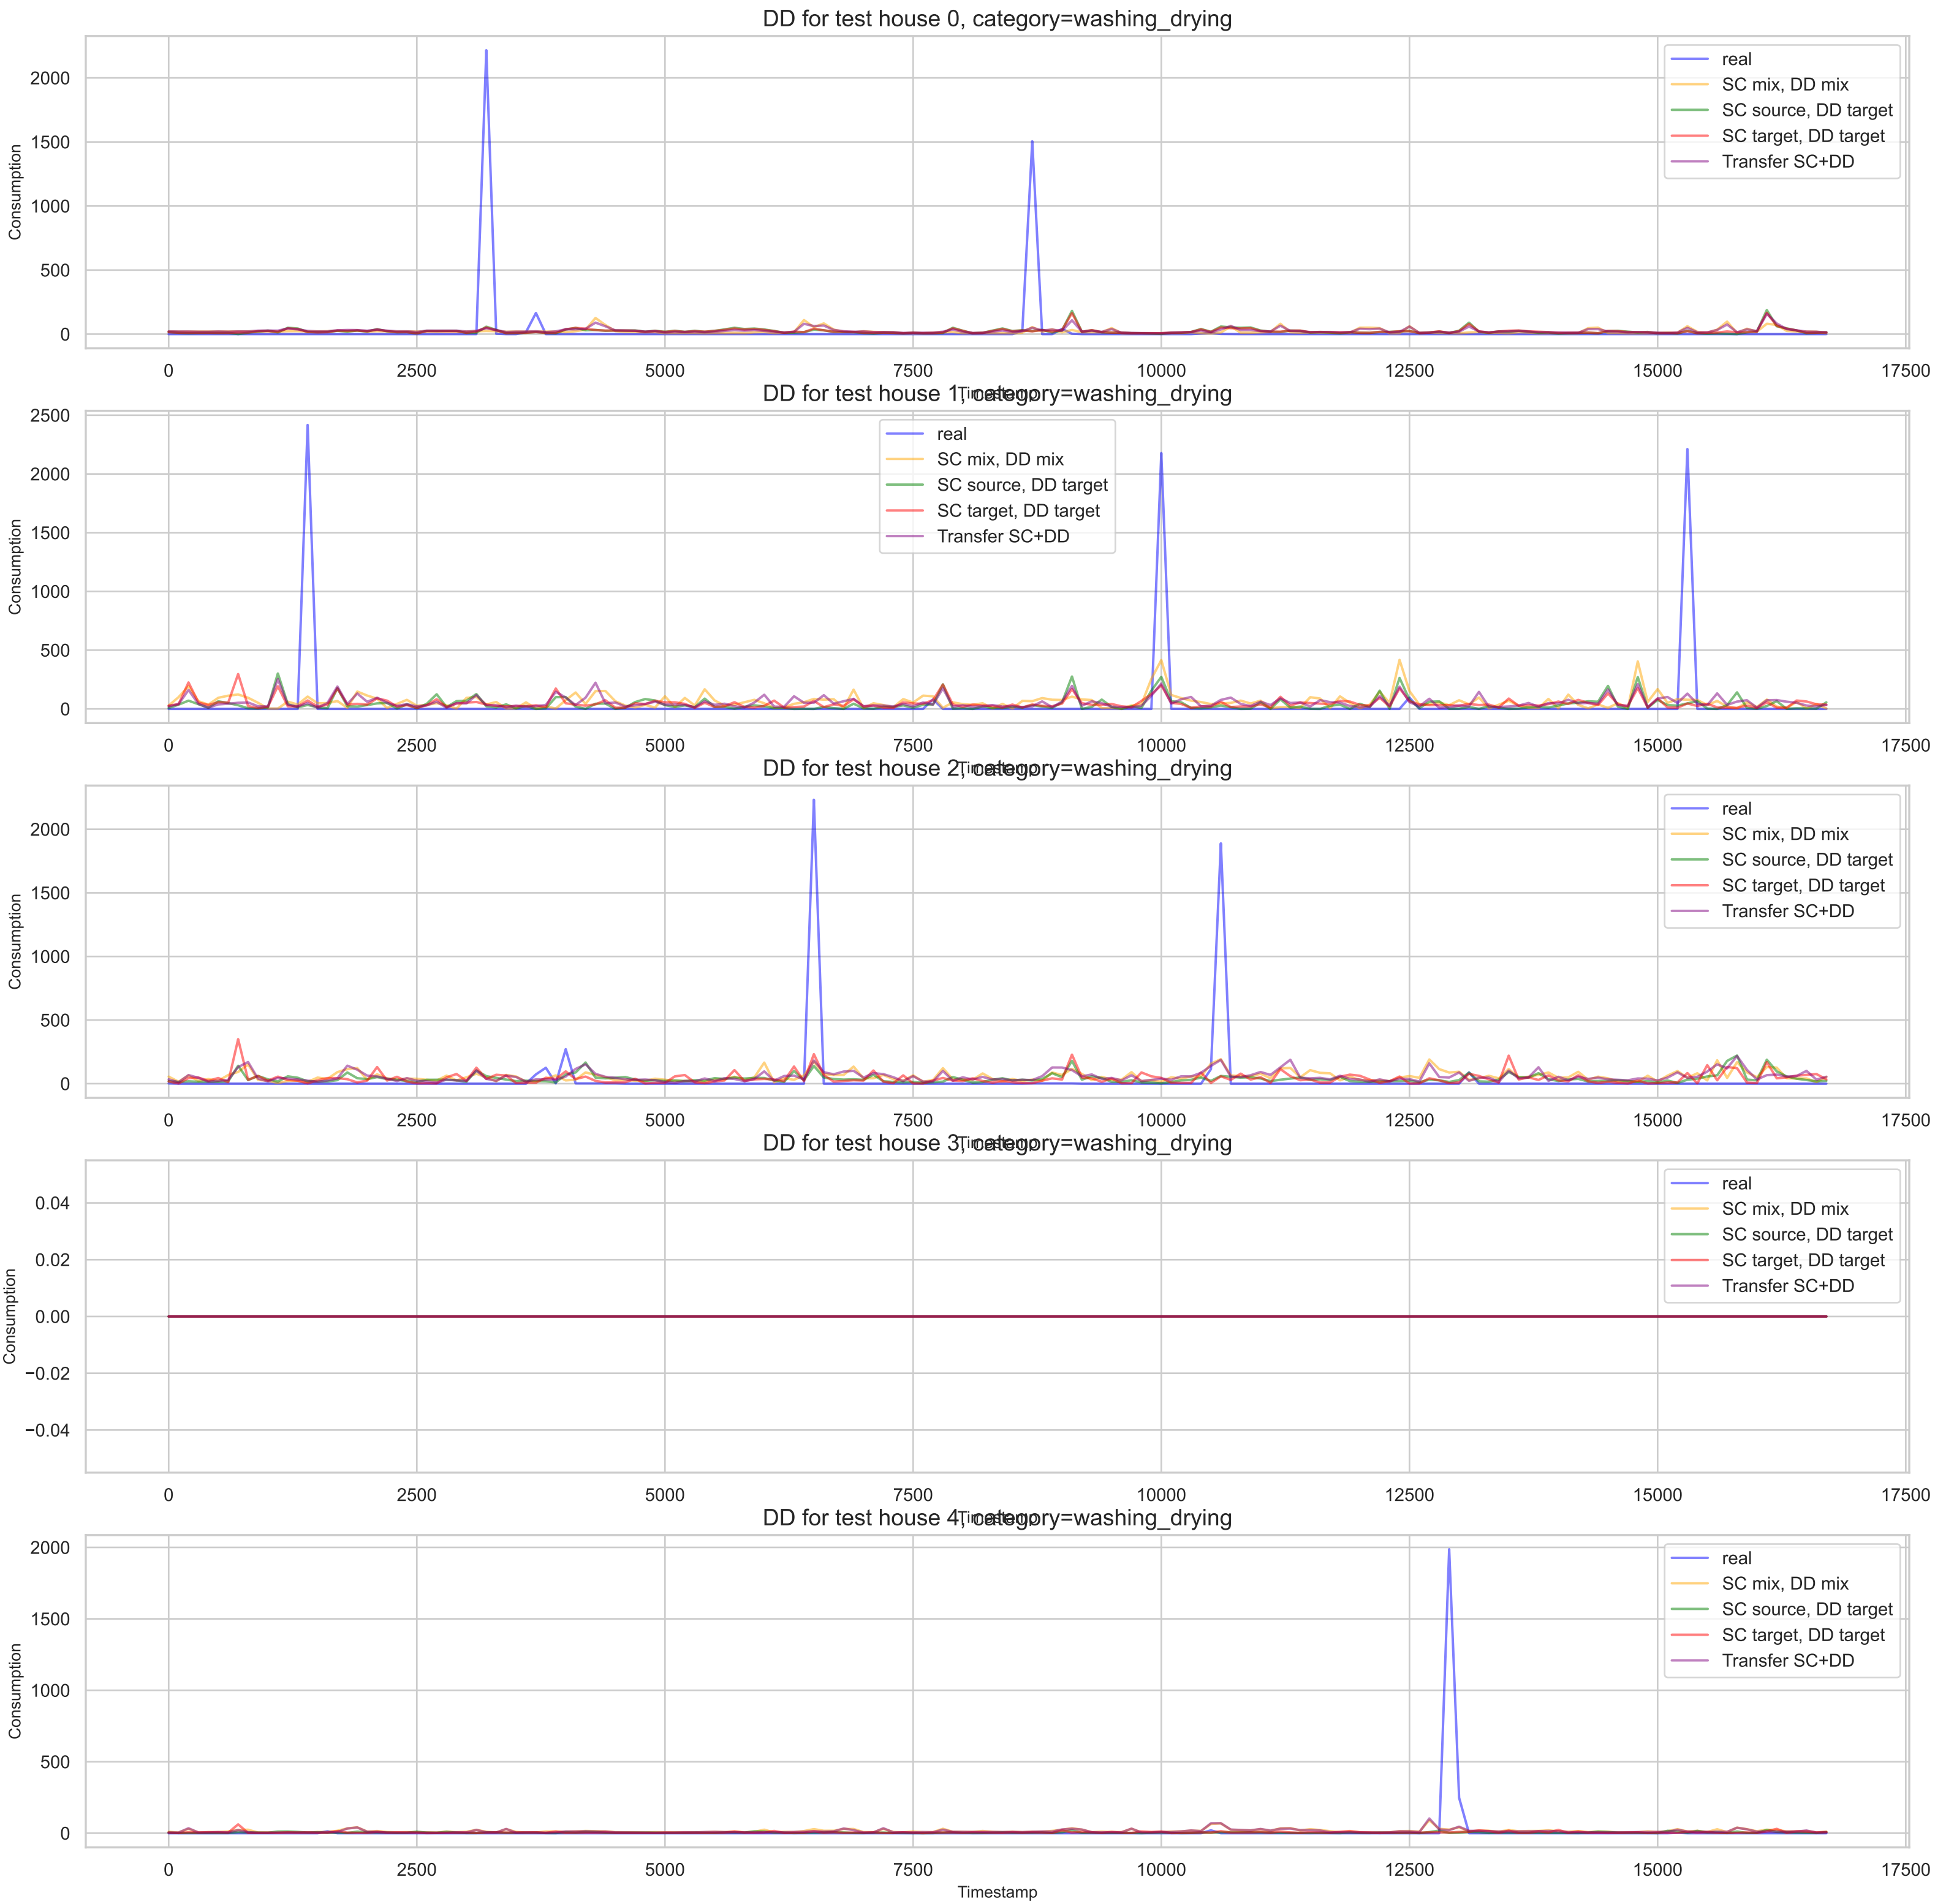 DD for test house 0, category=washing_drying
Consumption
2000
1500
1000
500
0
real
SC mix, DD mix
SC source, DD target
SC target, DD target
Transfer SC+DD
0 2500 5000 7500 10000 12500 15000 17500
Timestamp
DD for test house 1, category=washing_drying
Consumption
2500
2000
1500
1000
500
0
real
SC mix, DD mix
SC source, DD target
SC target, DD target
Transfer SC+DD
0 2500 5000 7500 10000 12500 15000 17500
Timestamp
DD for test house 2, category=washing_drying
Consumption
2000
1500
1000
500
0
real
SC mix, DD mix
SC source, DD target
SC target, DD target
Transfer SC+DD
0 2500 5000 7500 10000 12500 15000 17500
Timestamp
DD for test house 3, category=washing_drying
Consumption
0.04
0.02
0.00
−0.02
−0.04
real
SC mix, DD mix
SC source, DD target
SC target, DD target
Transfer SC+DD
0 2500 5000 7500 10000 12500 15000 17500
Timestamp
DD for test house 4, category=washing_drying
Consumption
2000
1500
1000
500
0
real
SC mix, DD mix
SC source, DD target
SC target, DD target
Transfer SC+DD
0 2500 5000 7500 10000 12500 15000 17500
Timestamp